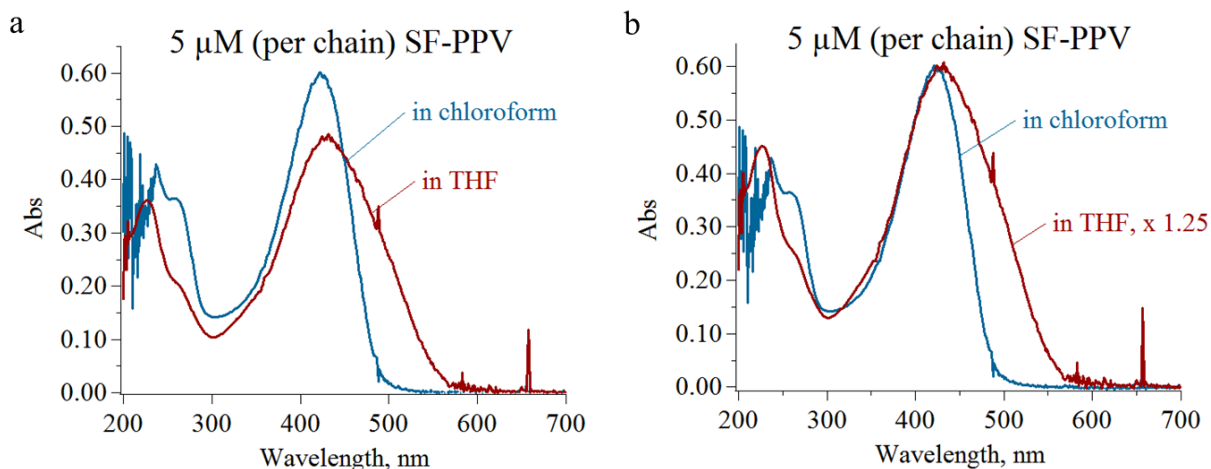 a
5 µM (per chain) SF-PPV
0.60
0.50
0.40
0.30
0.20
0.10
0.00
Abs
in chloroform
in THF
200 300 400 500 600 700
Wavelength, nm
b
5 µM (per chain) SF-PPV
0.60
0.50
0.40
0.30
0.20
0.10
0.00
Abs
in chloroform
in THF, x 1.25
200 300 400 500 600 700
Wavelength, nm